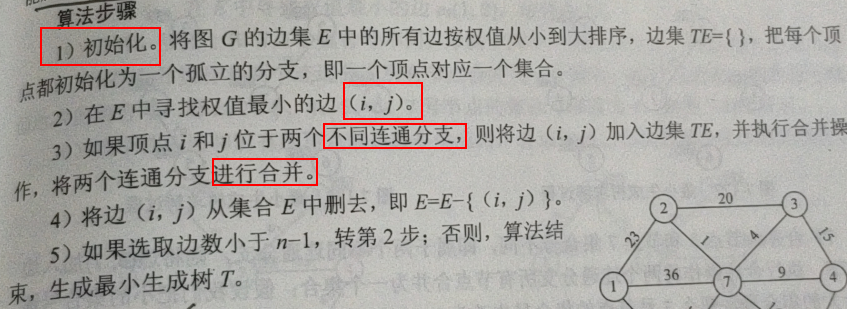 算法步骤
1)初始化。将图 G 的边集 E 中的所有边按权值从小到大排序,边集 TE={ },把每个顶
点都初始化为一个孤立的分支,即一个顶点对应一个集合。
2)在 E 中寻找权值最小的边(i,j)。
3)如果顶点 i 和 j 位于两个不同连通分支,则将边(i,j)加入边集 TE,并执行合并操
作,将两个连通分支进行合并。
4)将边(i,j)从集合 E 中删去,即 E=E-{(i,j)}。
5)如果选取边数小于 n-1,转第 2 步;否则,算法结
束,生成最小生成树 T。
2
20
3
23
1
4
15
1
36
7
9
4